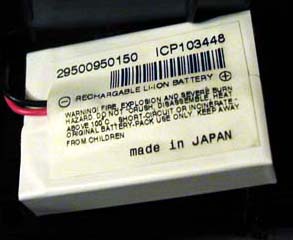 29500950150 ICP103448
⊖ RECHARGABLE LI-ION BATTERY ⊕
WARNING! FIRE, EXPLOSION AND SEVERE BURN
HAZARD. DO NOT CRUSH, DISASSEMBLE, HEAT
ABOVE 100°C, SHORT-CIRCUIT OR INCINERATE.
ORIGINAL BATTERY-PACK USE ONLY. KEEP AWAY
FROM CHILDREN
made in JAPAN